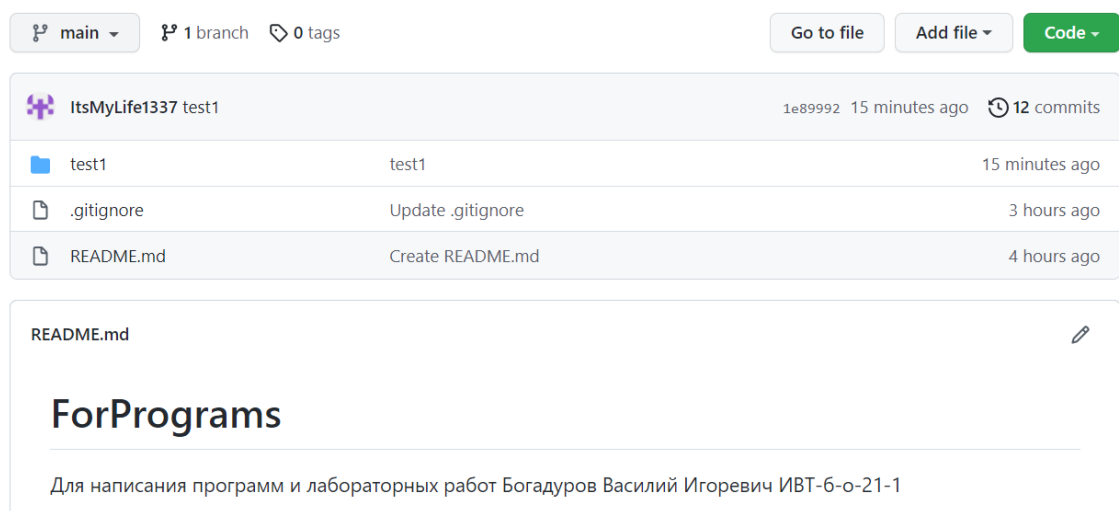 main 1 branch 0 tags Go to file Add file Code
ItsMyLife1337 test1 1e89992 15 minutes ago 12 commits
test1 test1 15 minutes ago
.gitignore Update .gitignore 3 hours ago
README.md Create README.md 4 hours ago
README.md
ForPrograms
Для написания программ и лабораторных работ Богадуров Василий Игоревич ИВТ-б-о-21-1